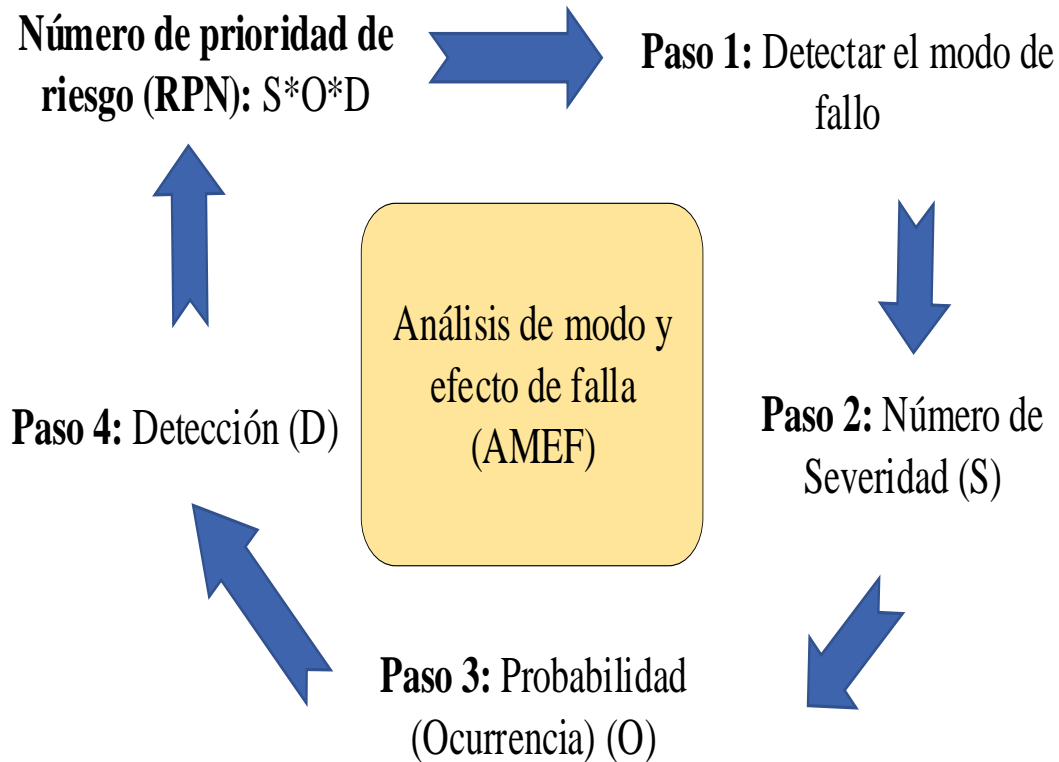 Número de prioridad de
riesgo (RPN): S*O*D
Paso 1: Detectar el modo de
fallo
Paso 2: Número de
Severidad (S)
Paso 3: Probabilidad
(Ocurrencia) (O)
Paso 4: Detección (D)
Análisis de modo y
efecto de falla
(AMEF)